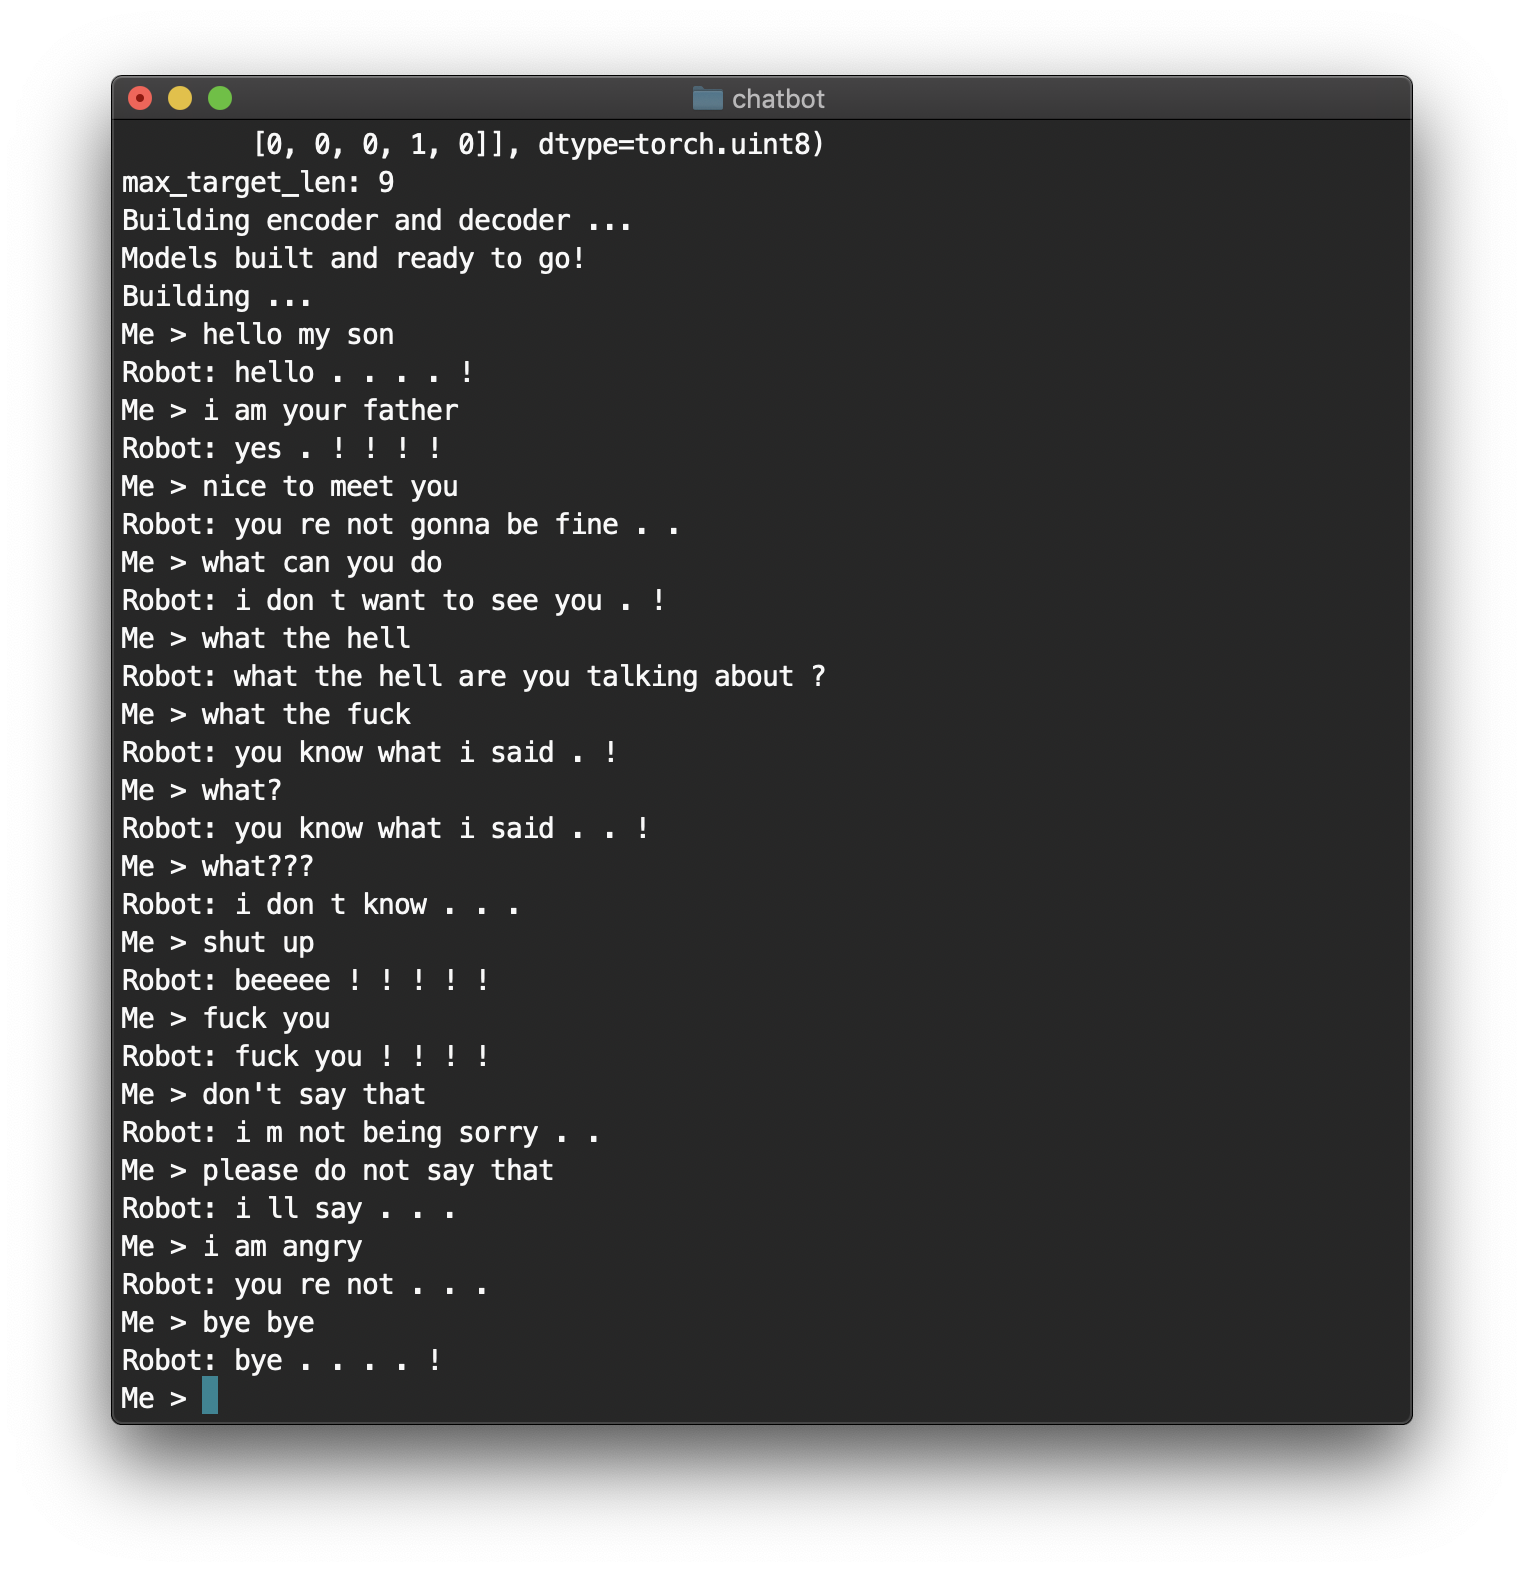 chatbot
[0, 0, 0, 1, 0]], dtype=torch.uint8)
max_target_len: 9
Building encoder and decoder ...
Models built and ready to go!
Building ...
Me > hello my son
Robot: hello . . . . !
Me > i am your father
Robot: yes . ! ! ! !
Me > nice to meet you
Robot: you re not gonna be fine . .
Me > what can you do
Robot: i don t want to see you . !
Me > what the hell
Robot: what the hell are you talking about ?
Me > what the fuck
Robot: you know what i said . !
Me > what?
Robot: you know what i said . . !
Me > what???
Robot: i don t know . . .
Me > shut up
Robot: beeeee ! ! ! ! !
Me > fuck you
Robot: fuck you ! ! ! !
Me > don't say that
Robot: i m not being sorry . .
Me > please do not say that
Robot: i ll say . . .
Me > i am angry
Robot: you re not . . .
Me > bye bye
Robot: bye . . . . !
Me >